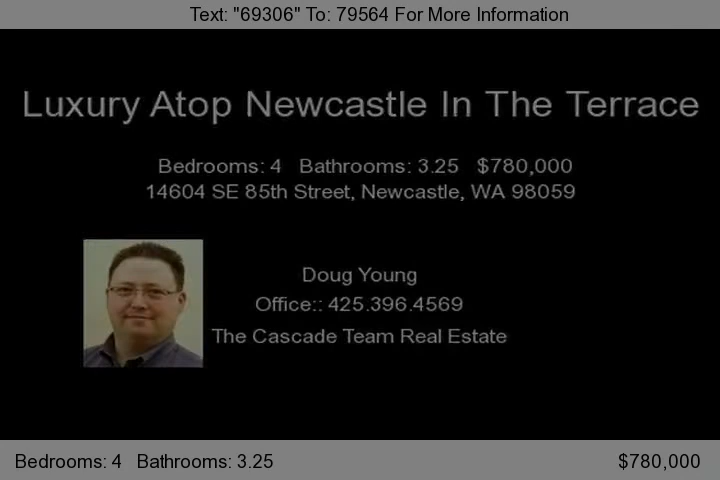 Text: "69306" To: 79564 For More Information
Luxury Atop Newcastle In The Terrace
Bedrooms: 4 Bathrooms: 3.25 $780,000
14604 SE 85th Street, Newcastle, WA 98059
Doug Young
Office:: 425.396.4569
The Cascade Team Real Estate
Bedrooms: 4 Bathrooms: 3.25 $780,000